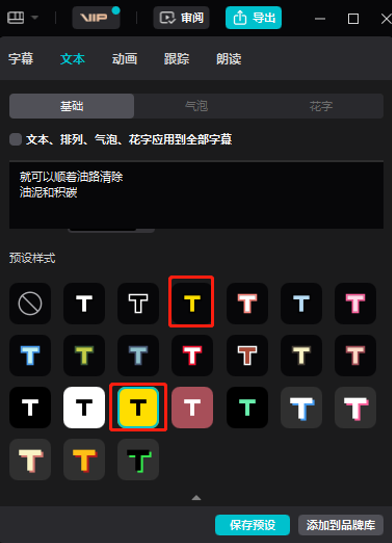 VIP
审阅
导出
字幕 文本 动画 跟踪 朗读
基础 气泡 花字
文本、排列、气泡、花字应用到全部字幕
就可以顺着油路清除
油泥和积碳
预设样式
T T T T T T
T T T T T T T
T T T T T T T
T T T
保存预设 添加到品牌库